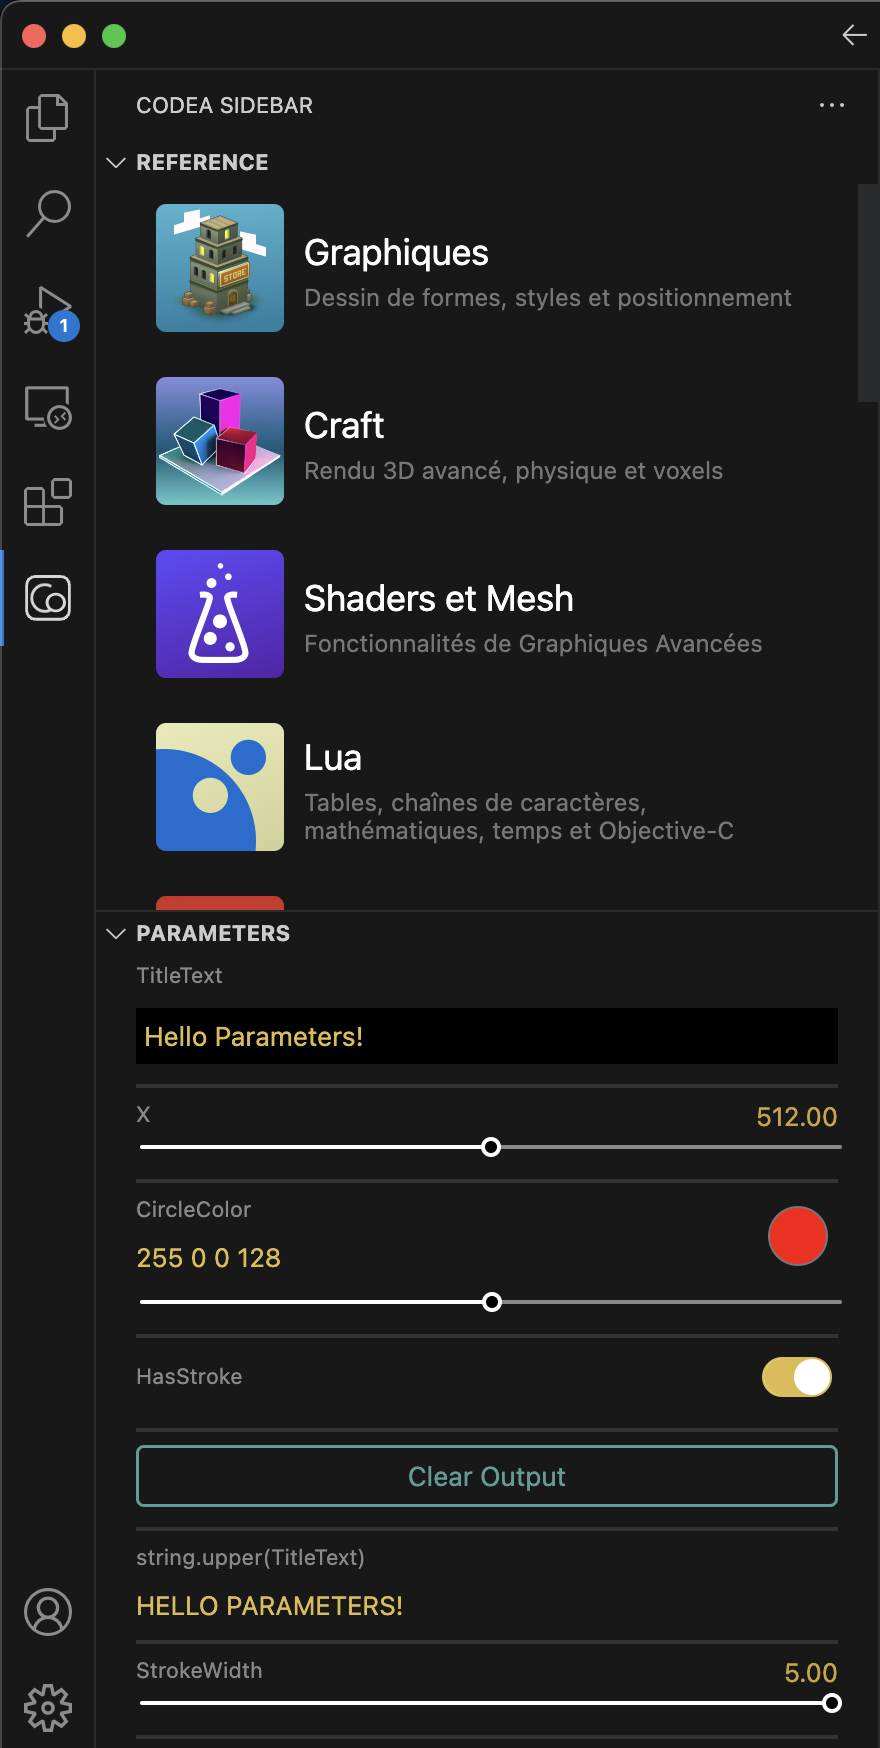 CODEA SIDEBAR
REFERENCE
STORE
Graphiques
Dessin de formes, styles et positionnement
Craft
Rendu 3D avancé, physique et voxels
Shaders et Mesh
Fonctionnalités de Graphiques Avancées
Lua
Tables, chaînes de caractères,
mathématiques, temps et Objective-C
1
PARAMETERS
TitleText
Hello Parameters!
X 512.00
CircleColor
255 0 0 128
HasStroke
Clear Output
string.upper(TitleText)
HELLO PARAMETERS!
StrokeWidth 5.00